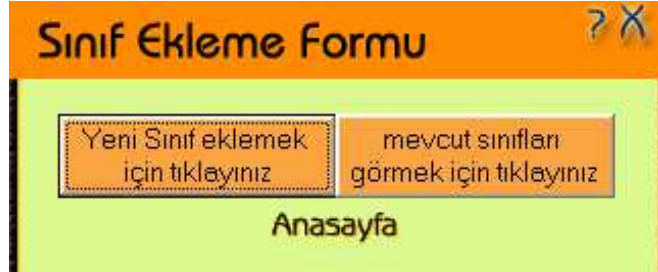 Sınıf Ekleme Formu
? X
Yeni Sınıf eklemek
için tıklayınız
mevcut sınıfları
görmek için tıklayınız
Anasayfa